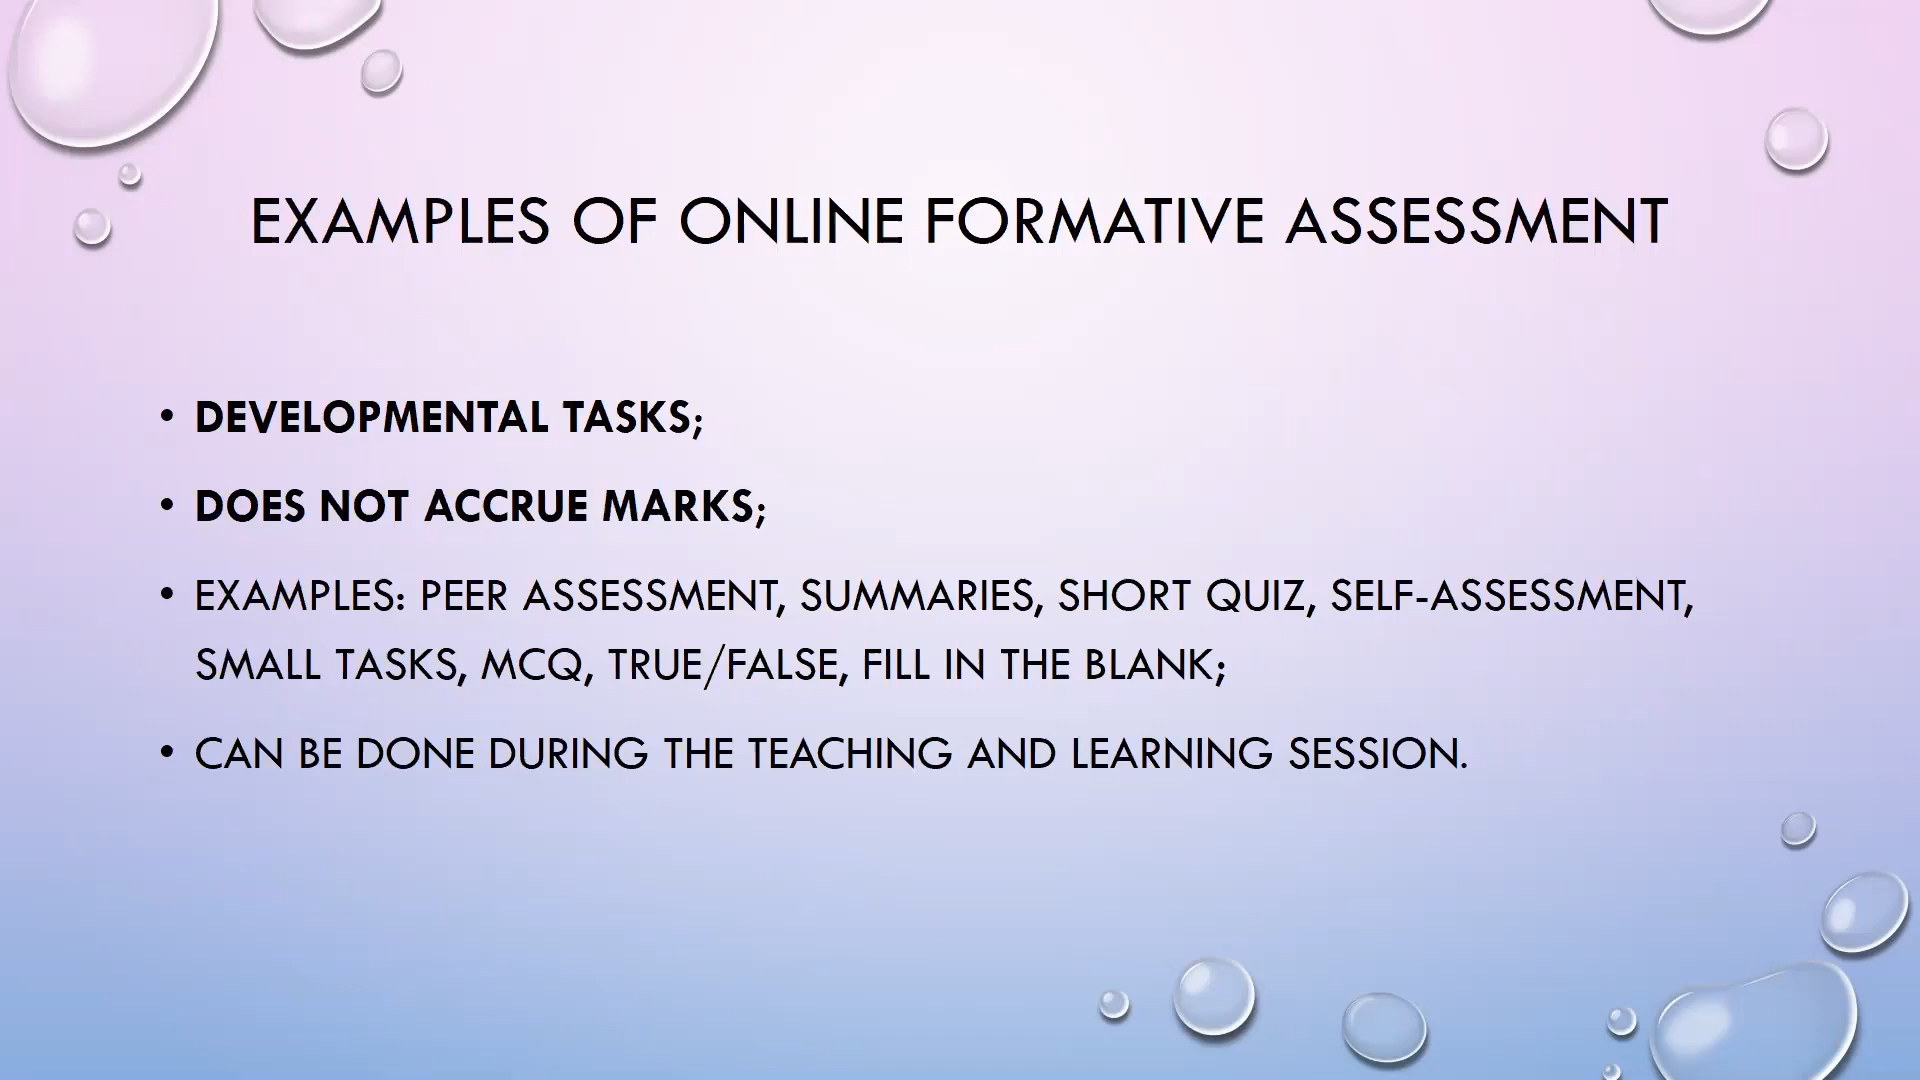 EXAMPLES OF ONLINE FORMATIVE ASSESSMENT
• DEVELOPMENTAL TASKS;
• DOES NOT ACCRUE MARKS;
• EXAMPLES: PEER ASSESSMENT, SUMMARIES, SHORT QUIZ, SELF-ASSESSMENT,
SMALL TASKS, MCQ, TRUE/FALSE, FILL IN THE BLANK;
• CAN BE DONE DURING THE TEACHING AND LEARNING SESSION.